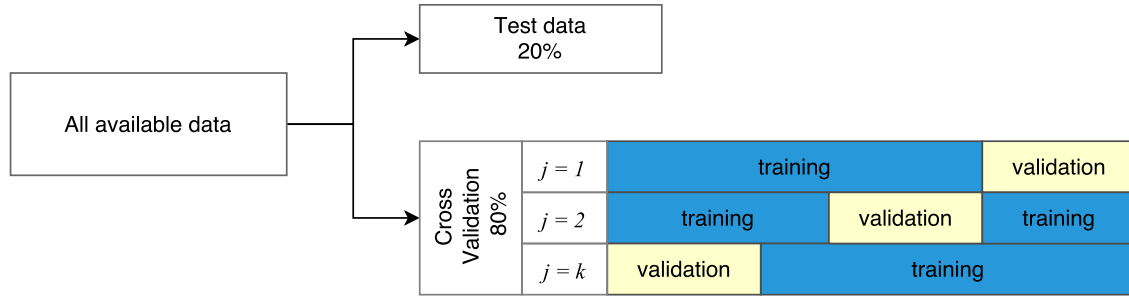 Test data
20%
All available data
Cross
Validation
80%
j = 1
training
validation
j = 2
training
validation
training
j = k
validation
training